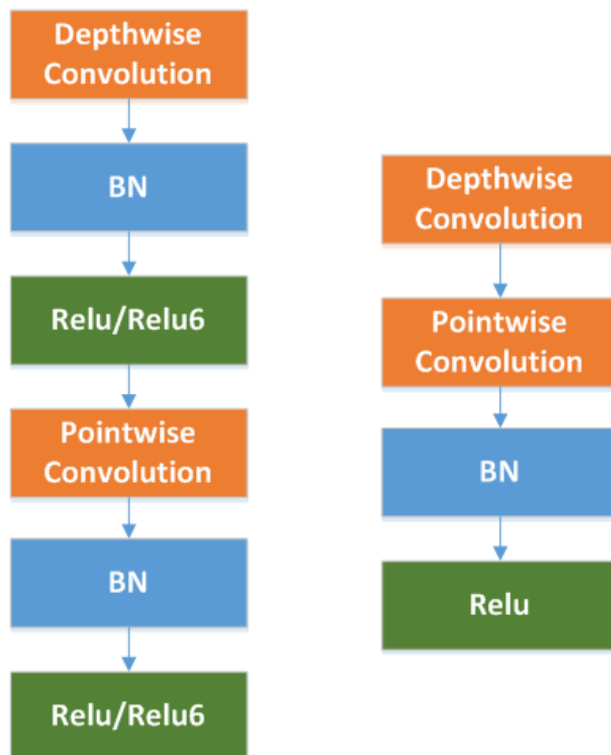 Depthwise
Convolution
BN
Relu/Relu6
Pointwise
Convolution
BN
Relu/Relu6
Depthwise
Convolution
Pointwise
Convolution
BN
Relu